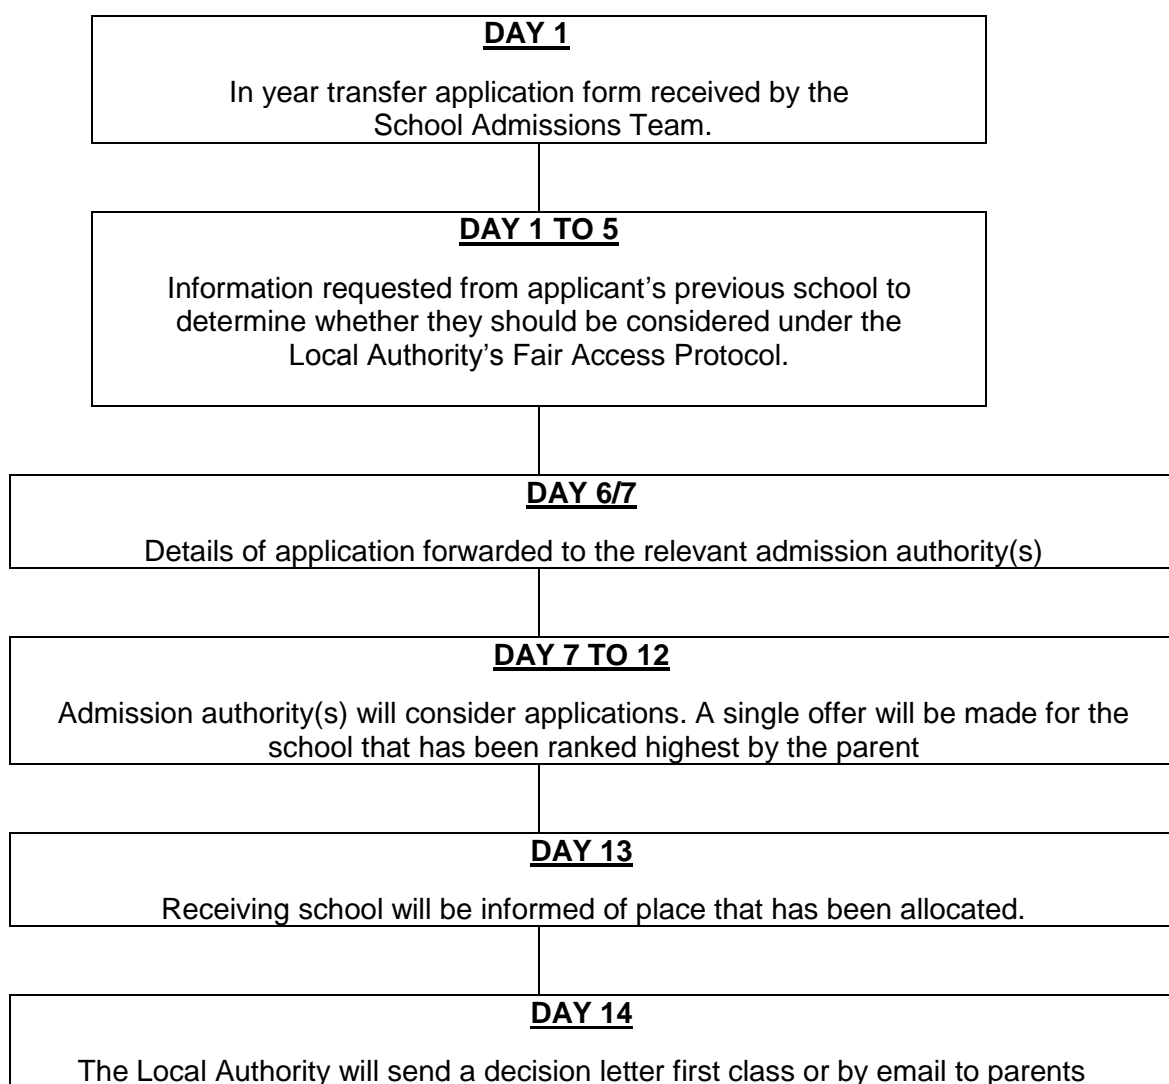 DAY 1
In year transfer application form received by the
School Admissions Team.
DAY 1 TO 5
Information requested from applicant’s previous school to
determine whether they should be considered under the
Local Authority’s Fair Access Protocol.
DAY 6/7
Details of application forwarded to the relevant admission authority(s)
DAY 7 TO 12
Admission authority(s) will consider applications. A single offer will be made for the
school that has been ranked highest by the parent
DAY 13
Receiving school will be informed of place that has been allocated.
DAY 14
The Local Authority will send a decision letter first class or by email to parents